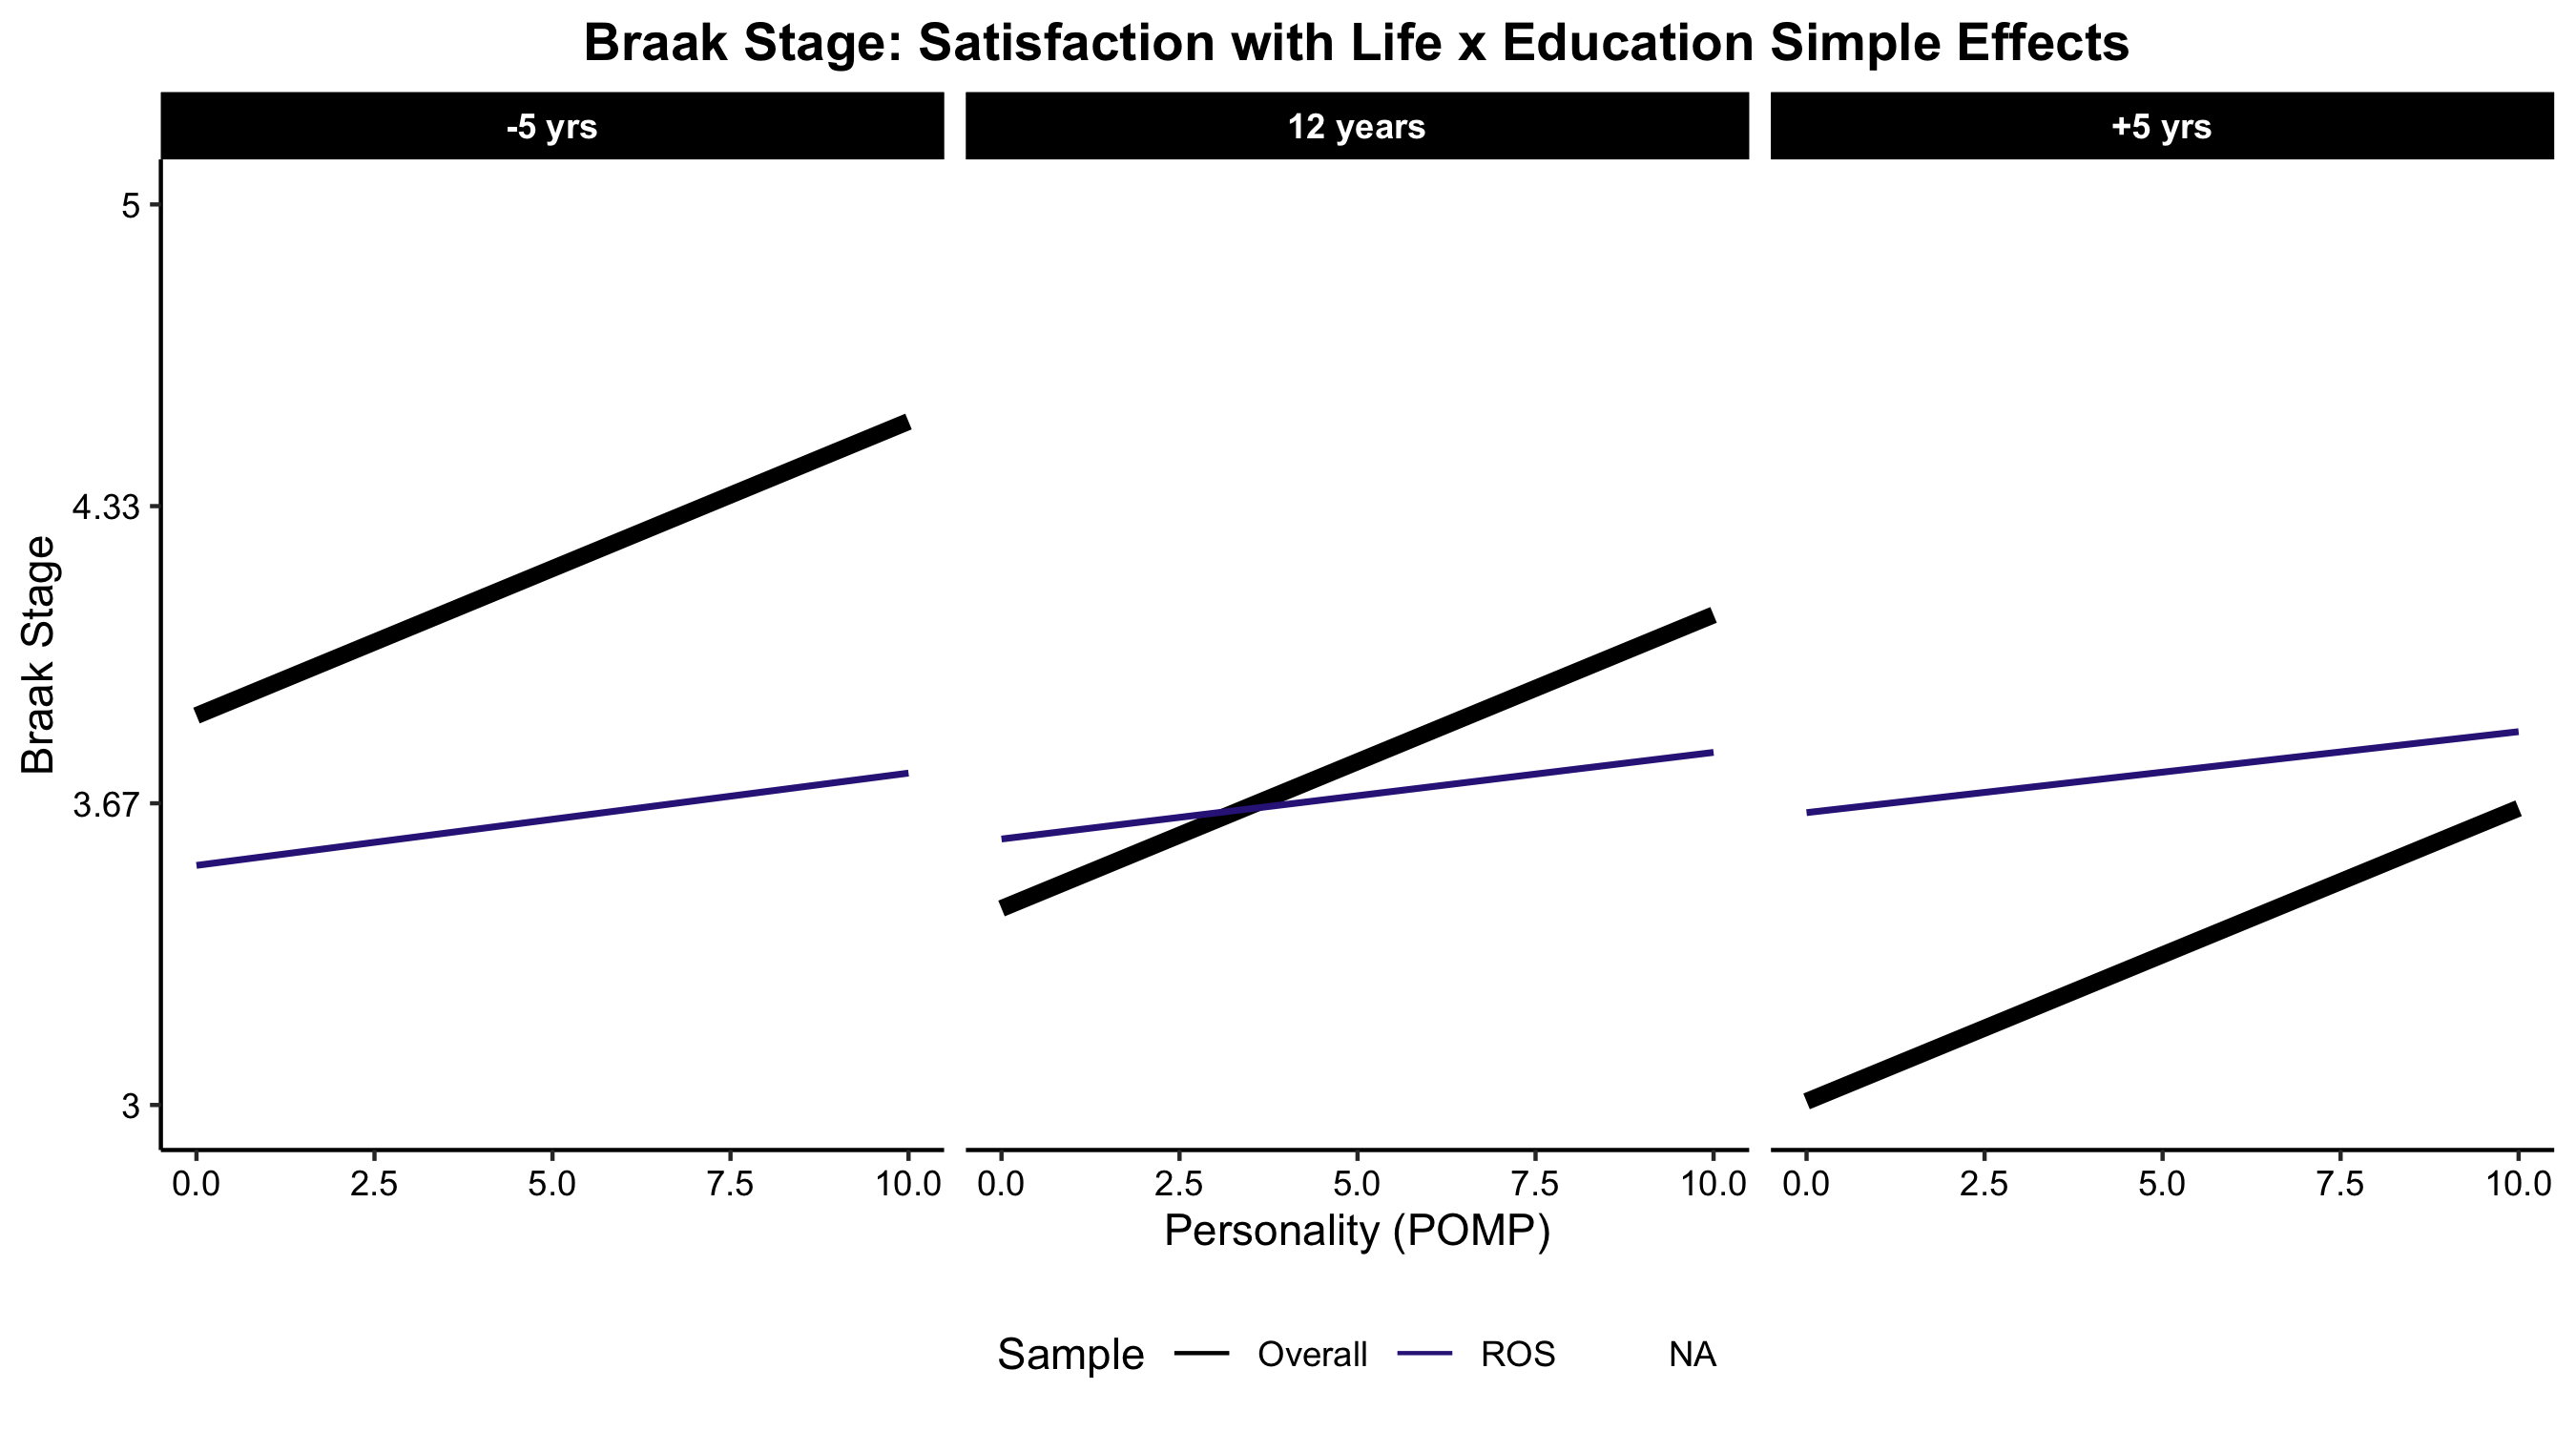 Braak Stage: Satisfaction with Life x Education Simple Effects
-5 yrs
12 years
+5 yrs
Braak Stage
5
4.33
3.67
3
0.0 2.5 5.0 7.5 10.0
0.0 2.5 5.0 7.5 10.0
0.0 2.5 5.0 7.5 10.0
Personality (POMP)
Sample Overall ROS NA